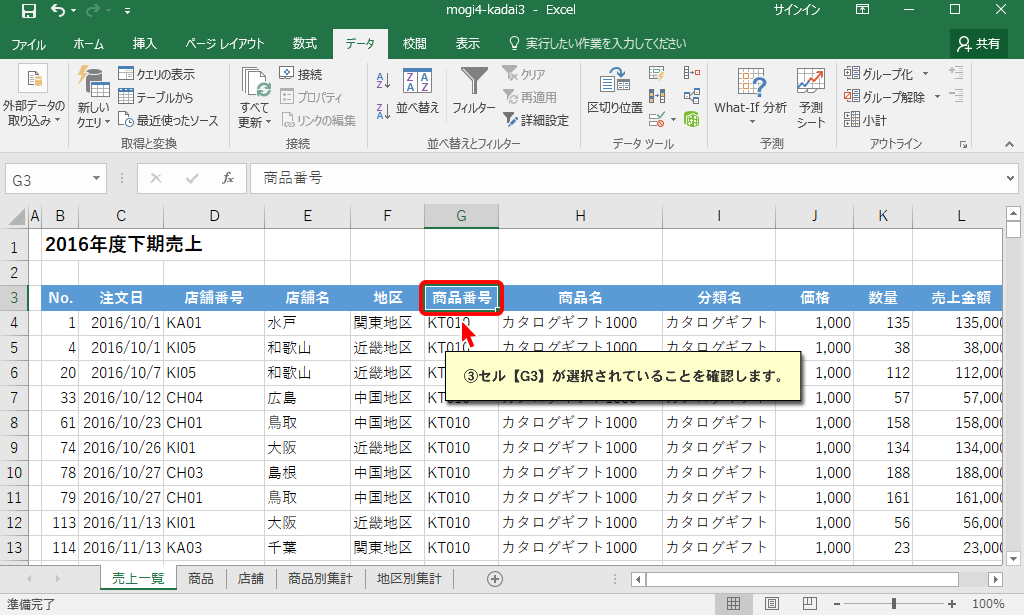 mogi4-kadai3 - Excel
サインイン
ファイル ホーム 挿入 ページ レイアウト 数式 データ 校閲 表示 実行したい作業を入力してください 共有
外部データの取り込み
新しいクエリ
クエリの表示
テーブルから
最近使ったソース
取得と変換
すべて更新
接続
プロパティ
リンクの編集
接続
並べ替え
フィルター
クリア
再適用
詳細設定
並べ替えとフィルター
区切り位置
データ ツール
What-If 分析
予測シート
予測
グループ化
グループ解除
小計
アウトライン
G3 fx 商品番号
A B C D E F G H I J K L
1 2016年度下期売上
2
3 No. 注文日 店舗番号 店舗名 地区 商品番号 商品名 分類名 価格 数量 売上金額
4 1 2016/10/1 KA01 水戸 関東地区 KT010 カタログギフト1000 カタログギフト 1,000 135 135,000
5 4 2016/10/1 KI05 和歌山 近畿地区 KT010 カタログギフト1000 カタログギフト 1,000 38 38,000
6 20 2016/10/7 KI05 和歌山 近畿地区 1,000 112 112,000
③セル【G3】が選択されていることを確認します。
7 33 2016/10/12 CH04 広島 中国地区 KT010 カタログギフト1000 カタログギフト 1,000 57 57,000
8 61 2016/10/23 CH01 鳥取 中国地区 KT010 カタログギフト1000 カタログギフト 1,000 158 158,000
9 74 2016/10/26 KI01 大阪 近畿地区 KT010 カタログギフト1000 カタログギフト 1,000 134 134,000
10 78 2016/10/27 CH03 島根 中国地区 KT010 カタログギフト1000 カタログギフト 1,000 188 188,000
11 79 2016/10/27 CH01 鳥取 中国地区 KT010 カタログギフト1000 カタログギフト 1,000 161 161,000
12 113 2016/11/13 KI01 大阪 近畿地区 KT010 カタログギフト1000 カタログギフト 1,000 56 56,000
13 114 2016/11/13 KA03 千葉 関東地区 KT010 カタログギフト1000 カタログギフト 1,000 23 23,000
売上一覧 商品 店舗 商品別集計 地区別集計
準備完了 100%